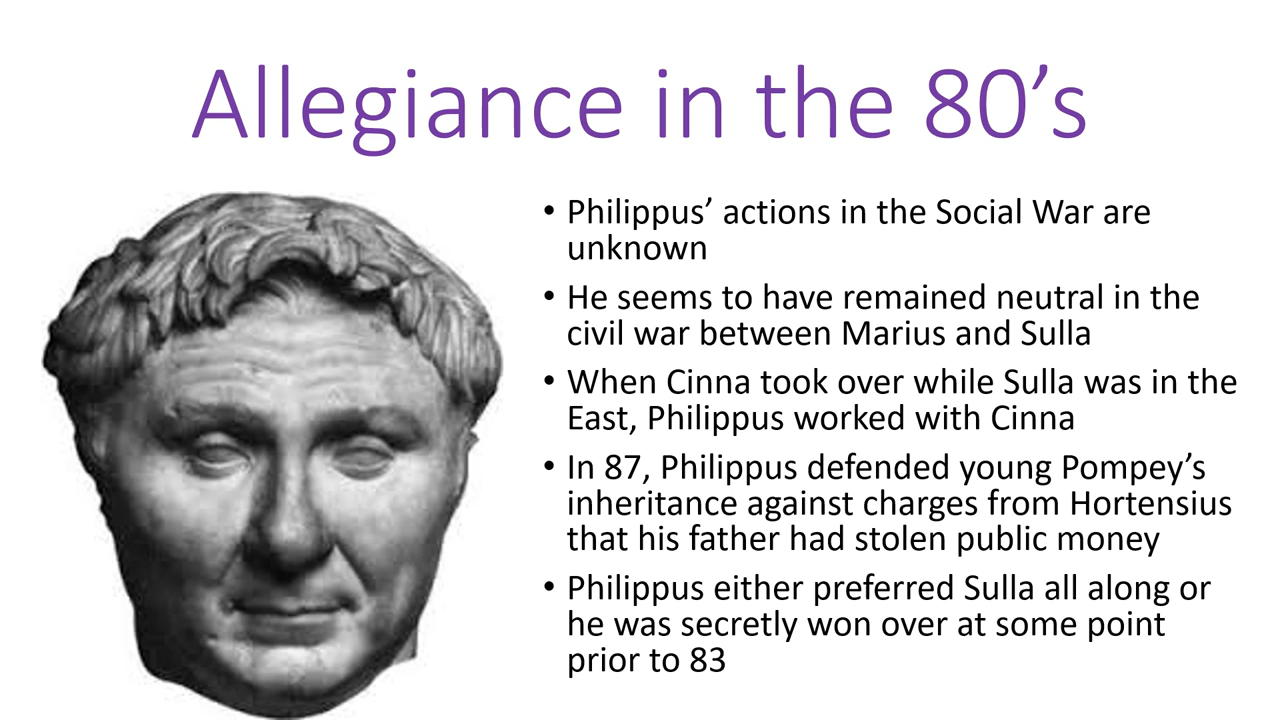 Allegiance in the 80’s
• Philippus’ actions in the Social War are
unknown
• He seems to have remained neutral in the
civil war between Marius and Sulla
• When Cinna took over while Sulla was in the
East, Philippus worked with Cinna
• In 87, Philippus defended young Pompey’s
inheritance against charges from Hortensius
that his father had stolen public money
• Philippus either preferred Sulla all along or
he was secretly won over at some point
prior to 83